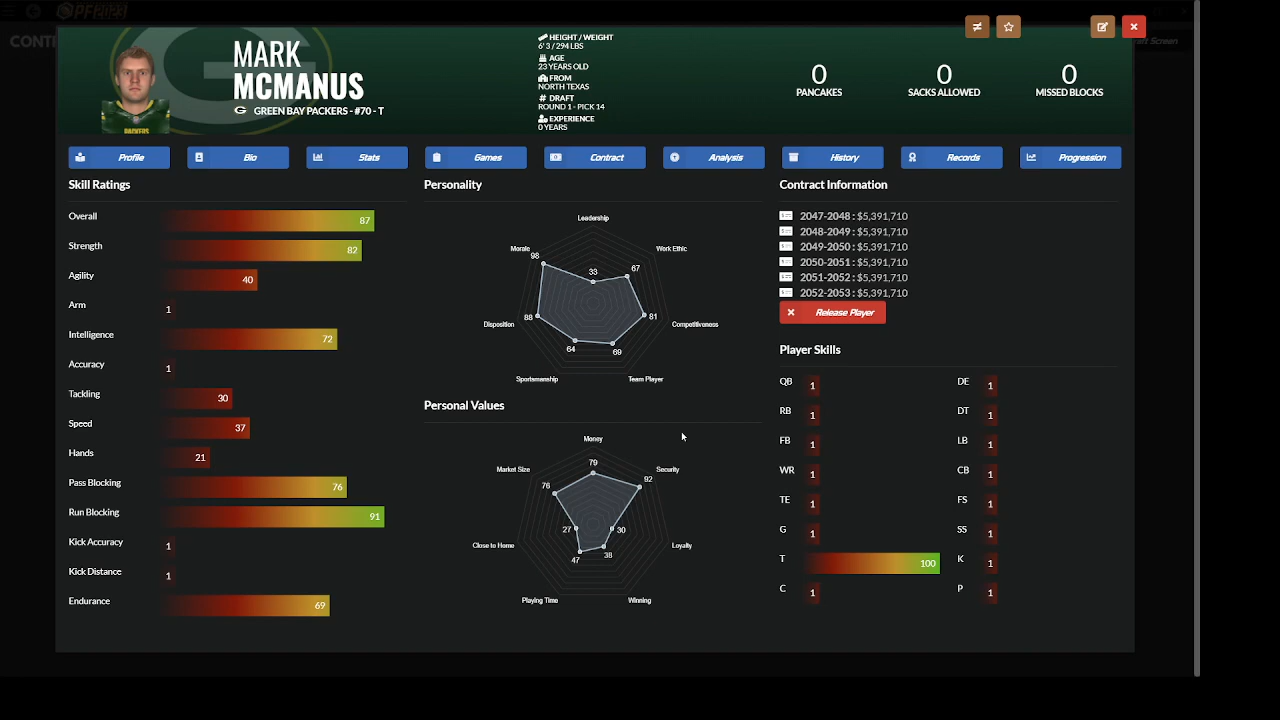 PF2023
MARK
MCMANUS
GREEN BAY PACKERS - #70 - T
PACKERS
HEIGHT / WEIGHT
6' 3 / 294 LBS
AGE
23 YEARS OLD
FROM
NORTH TEXAS
DRAFT
ROUND 1 - PICK 14
EXPERIENCE
0 YEARS
0
PANCAKES
0
SACKS ALLOWED
0
MISSED BLOCKS
Profile
Bio
Stats
Games
Contract
Analysis
History
Records
Progression
Skill Ratings
Overall 87
Strength 82
Agility 40
Arm 1
Intelligence 72
Accuracy 1
Tackling 30
Speed 37
Hands 21
Pass Blocking 76
Run Blocking 91
Kick Accuracy 1
Kick Distance 1
Endurance 69
Personality
Leadership
33
Work Ethic
67
Competitiveness
81
Team Player
69
Sportsmanship
64
Disposition
88
Morale
98
Personal Values
Money
79
Security
92
Loyalty
30
Winning
38
Playing Time
47
Close to Home
27
Market Size
76
Contract Information
2047-2048 : $5,391,710
2048-2049 : $5,391,710
2049-2050 : $5,391,710
2050-2051 : $5,391,710
2051-2052 : $5,391,710
2052-2053 : $5,391,710
Release Player
Player Skills
QB 1
DE 1
RB 1
DT 1
FB 1
LB 1
WR 1
CB 1
TE 1
FS 1
G 1
SS 1
T 100
K 1
C 1
P 1